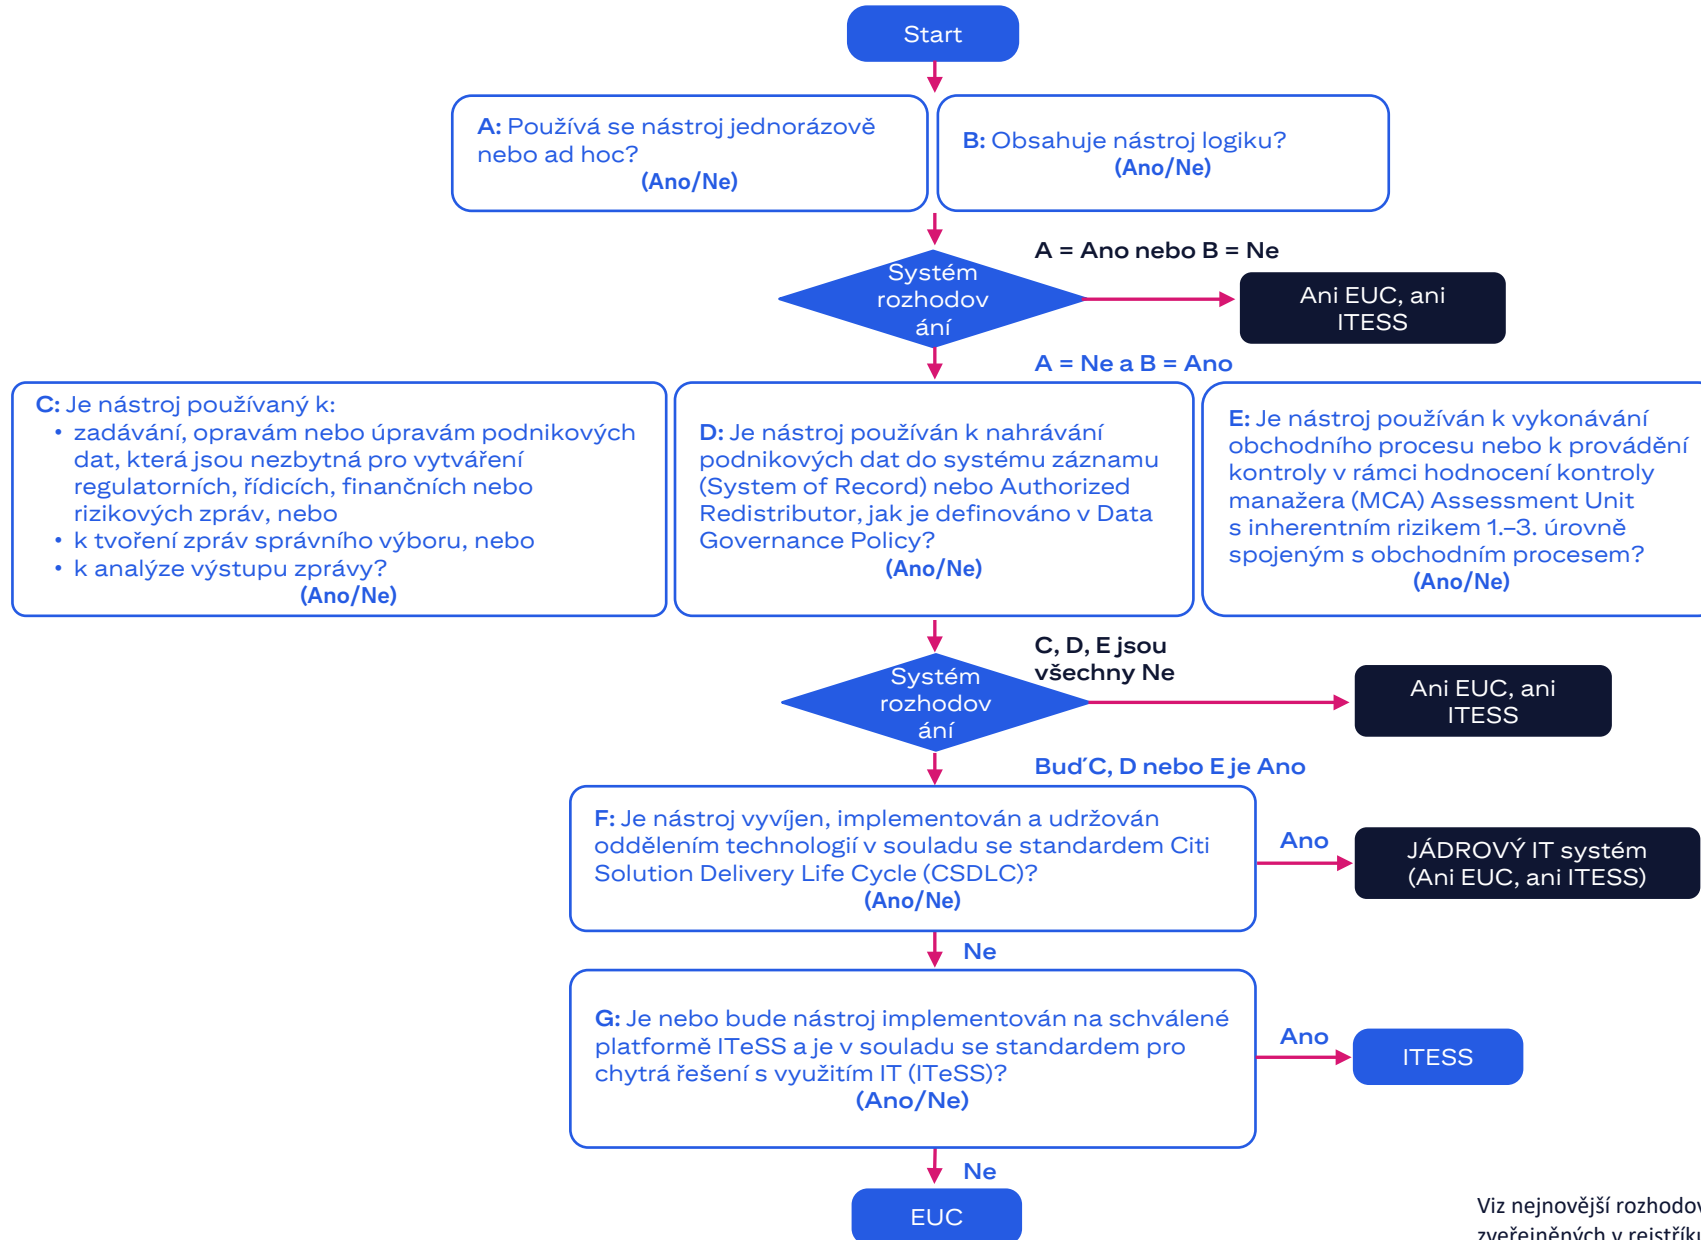 Start
A: Používá se nástroj jednorázově
nebo ad hoc?
(Ano/Ne)
B: Obsahuje nástroj logiku?
(Ano/Ne)
A = Ano nebo B = Ne
Systém
rozhodov
ání
Ani EUC, ani
ITESS
A = Ne a B = Ano
C: Je nástroj používaný k:
• zadávání, opravám nebo úpravám podnikových
dat, která jsou nezbytná pro vytváření
regulatorních, řídicích, finančních nebo
rizikových zpráv, nebo
• k tvoření zpráv správního výboru, nebo
• k analýze výstupu zprávy?
(Ano/Ne)
D: Je nástroj používán k nahrávání
podnikových dat do systému záznamu
(System of Record) nebo Authorized
Redistributor, jak je definováno v Data
Governance Policy?
(Ano/Ne)
E: Je nástroj používán k vykonávání
obchodního procesu nebo k provádění
kontroly v rámci hodnocení kontroly
manažera (MCA) Assessment Unit
s inherentním rizikem 1.–3. úrovně
spojeným s obchodním procesem?
(Ano/Ne)
C, D, E jsou
všechny Ne
Systém
rozhodov
ání
Ani EUC, ani
ITESS
Buď C, D nebo E je Ano
F: Je nástroj vyvíjen, implementován a udržován
oddělením technologií v souladu se standardem Citi
Solution Delivery Life Cycle (CSDLC)?
(Ano/Ne)
Ano
JÁDROVÝ IT systém
(Ani EUC, ani ITESS)
Ne
G: Je nebo bude nástroj implementován na schválené
platformě ITeSS a je v souladu se standardem pro
chytrá řešení s využitím IT (ITeSS)?
(Ano/Ne)
Ano
ITESS
Ne
EUC
Viz nejnovější rozhodov
zveřejněných v rejstříku